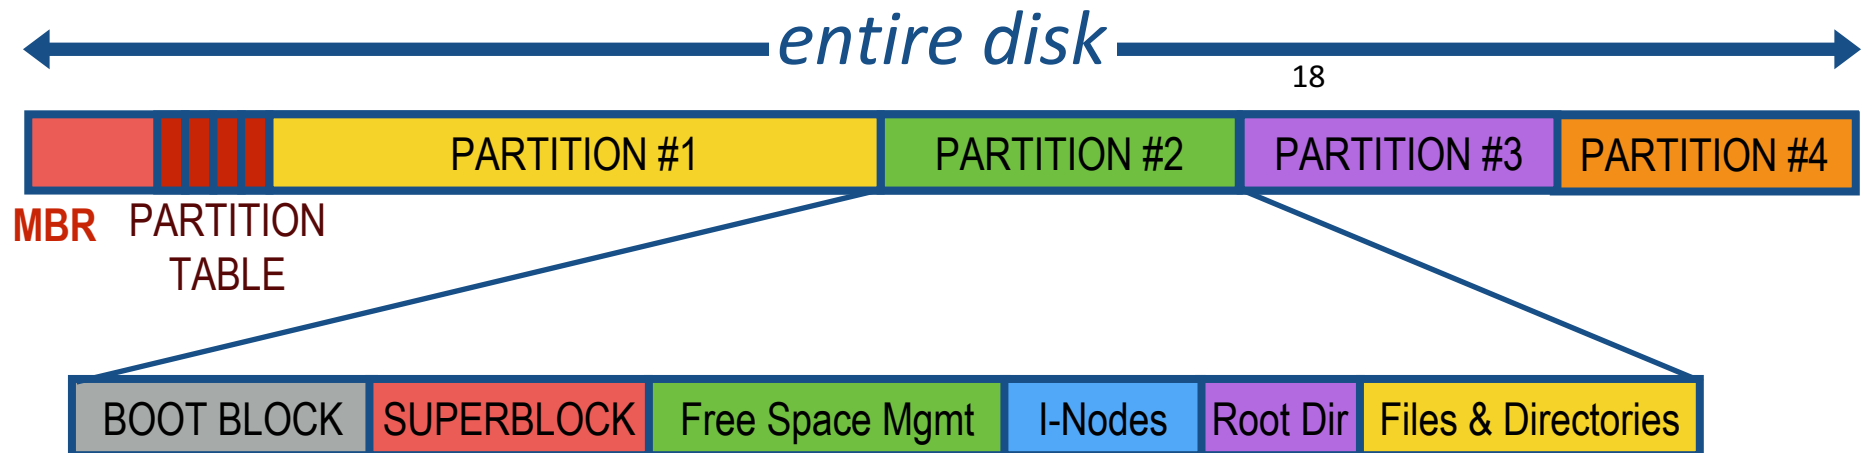 entire disk
18
PARTITION #1 PARTITION #2 PARTITION #3 PARTITION #4
MBR PARTITION
TABLE
BOOT BLOCK SUPERBLOCK Free Space Mgmt I-Nodes Root Dir Files & Directories